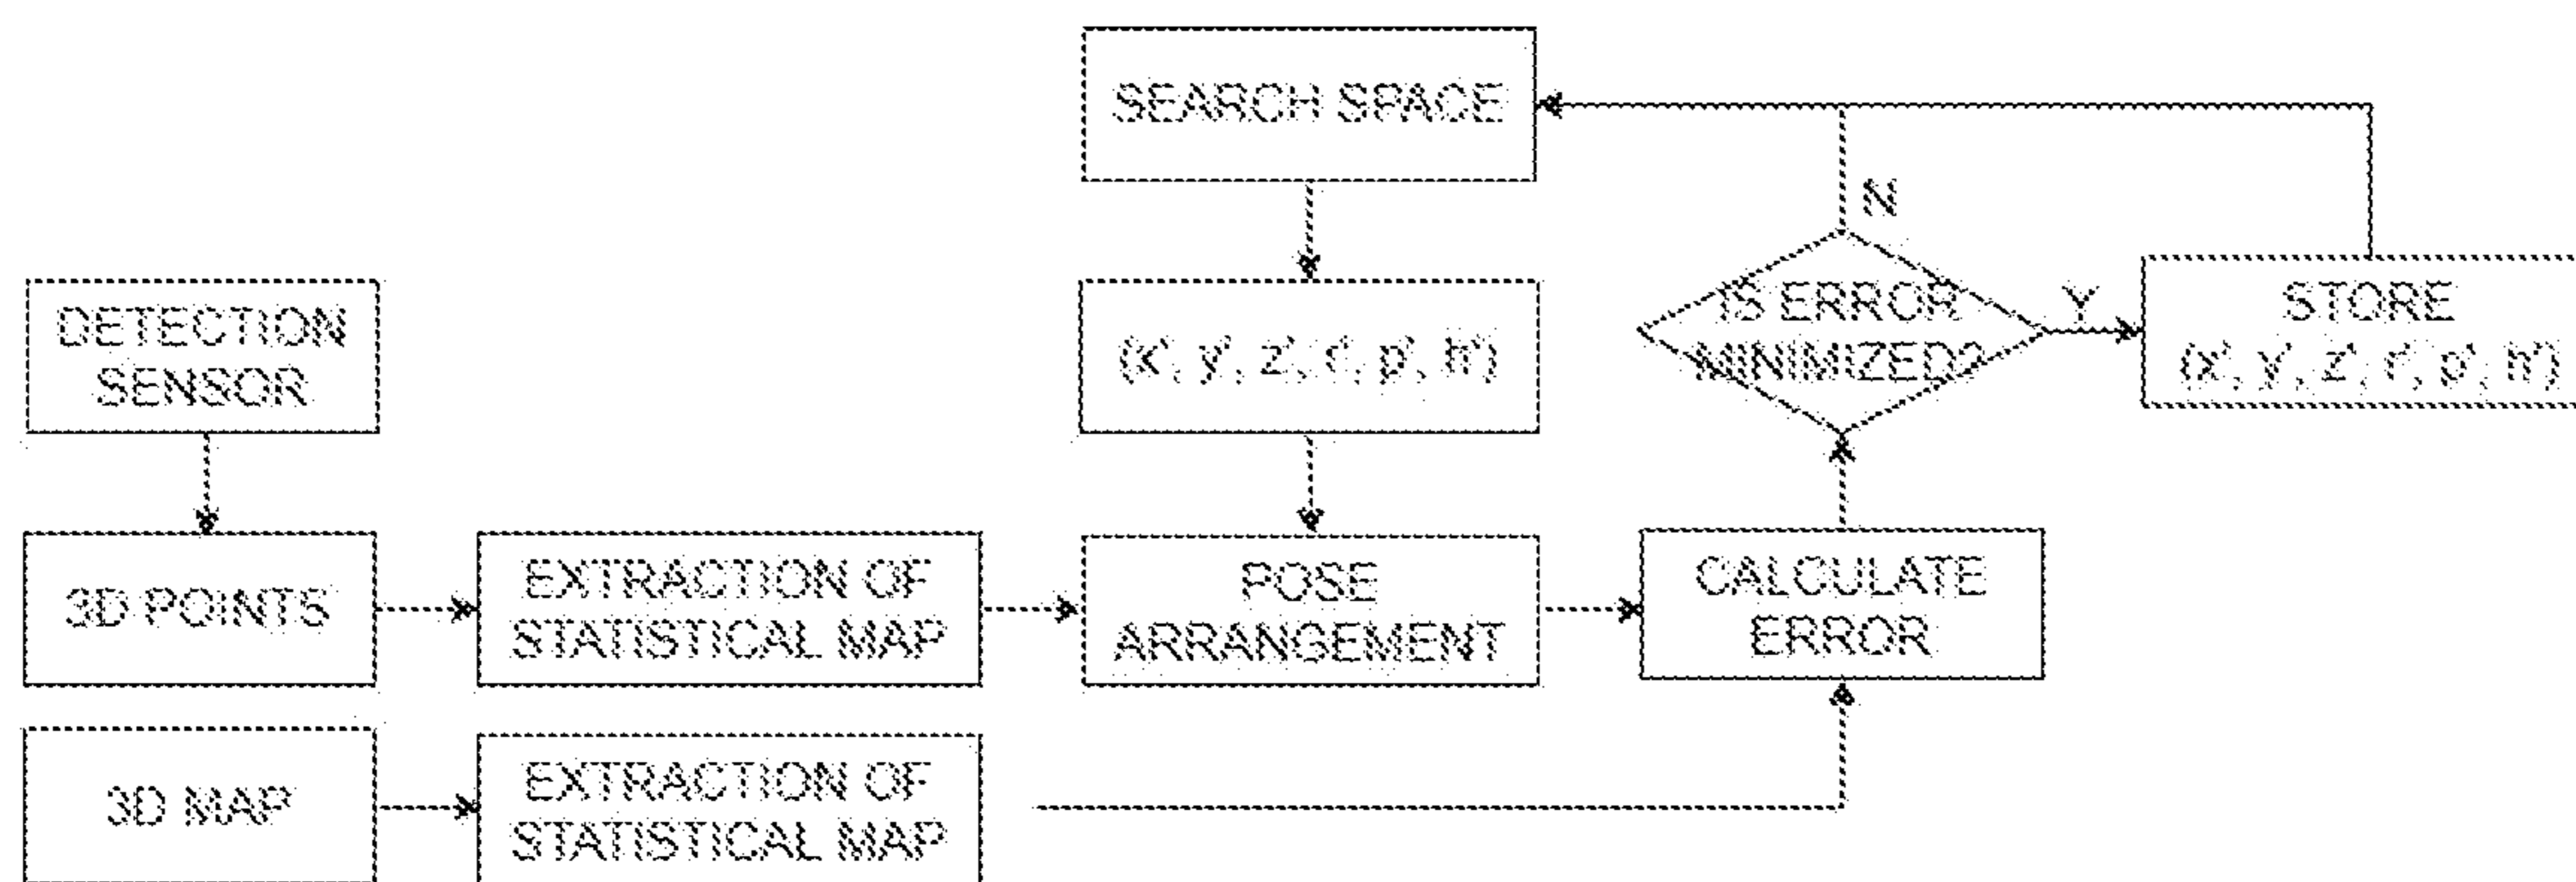 SEARCH SPACE
N
DETECTION
SENSOR
(x', y', z', r', p', h')
IS ERROR
MINIMIZED?
Y
STORE
(x', y', z', r', p', h')
3D POINTS
EXTRACTION OF
STATISTICAL MAP
POSE
ARRANGEMENT
CALCULATE
ERROR
3D MAP
EXTRACTION OF
STATISTICAL MAP